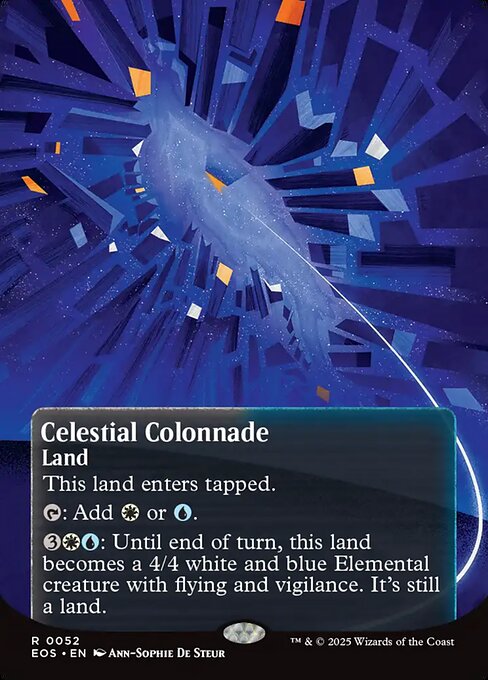 Celestial Colonnade
Land
This land enters tapped.
: Add or .
3: Until end of turn, this land
becomes a 4/4 white and blue Elemental
creature with flying and vigilance. It's still
a land.
R 0052
EOS • EN Ann-Sophie De Steur
™ & © 2025 Wizards of the Coast